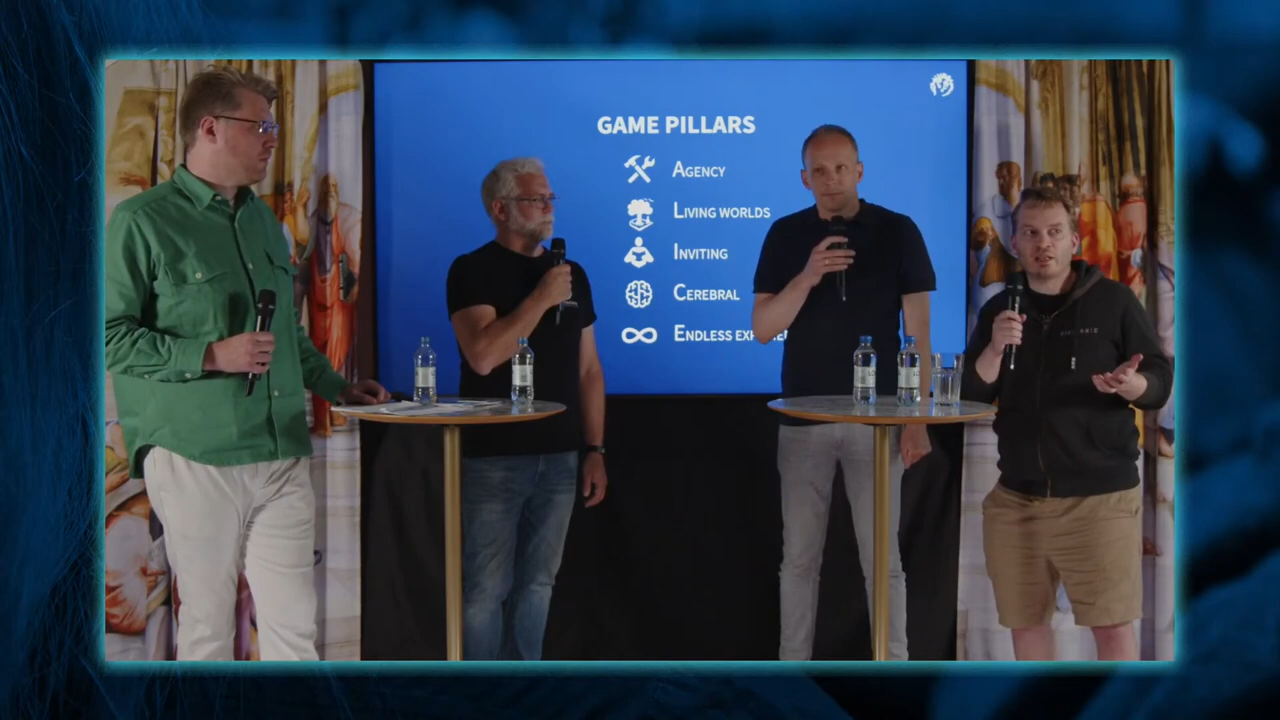 GAME PILLARS
AGENCY
LIVING WORLDS
INVITING
CEREBRAL
ENDLESS